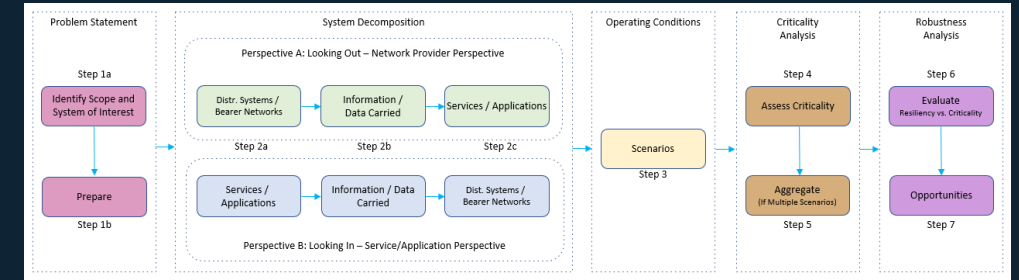 Problem Statement
Step 1a
Identify Scope and
System of Interest
Prepare
Step 1b
System Decomposition
Perspective A: Looking Out – Network Provider Perspective
Distr. Systems /
Bearer Networks
Information /
Data Carried
Services / Applications
Step 2a
Step 2b
Step 2c
Services /
Applications
Information / Data
Carried
Dist. Systems /
Bearer Networks
Perspective B: Looking In – Service/Application Perspective
Operating Conditions
Scenarios
Step 3
Criticality
Analysis
Step 4
Assess Criticality
Aggregate
(If Multiple Scenarios)
Step 5
Robustness
Analysis
Step 6
Evaluate
Resiliency vs. Criticality
Opportunities
Step 7